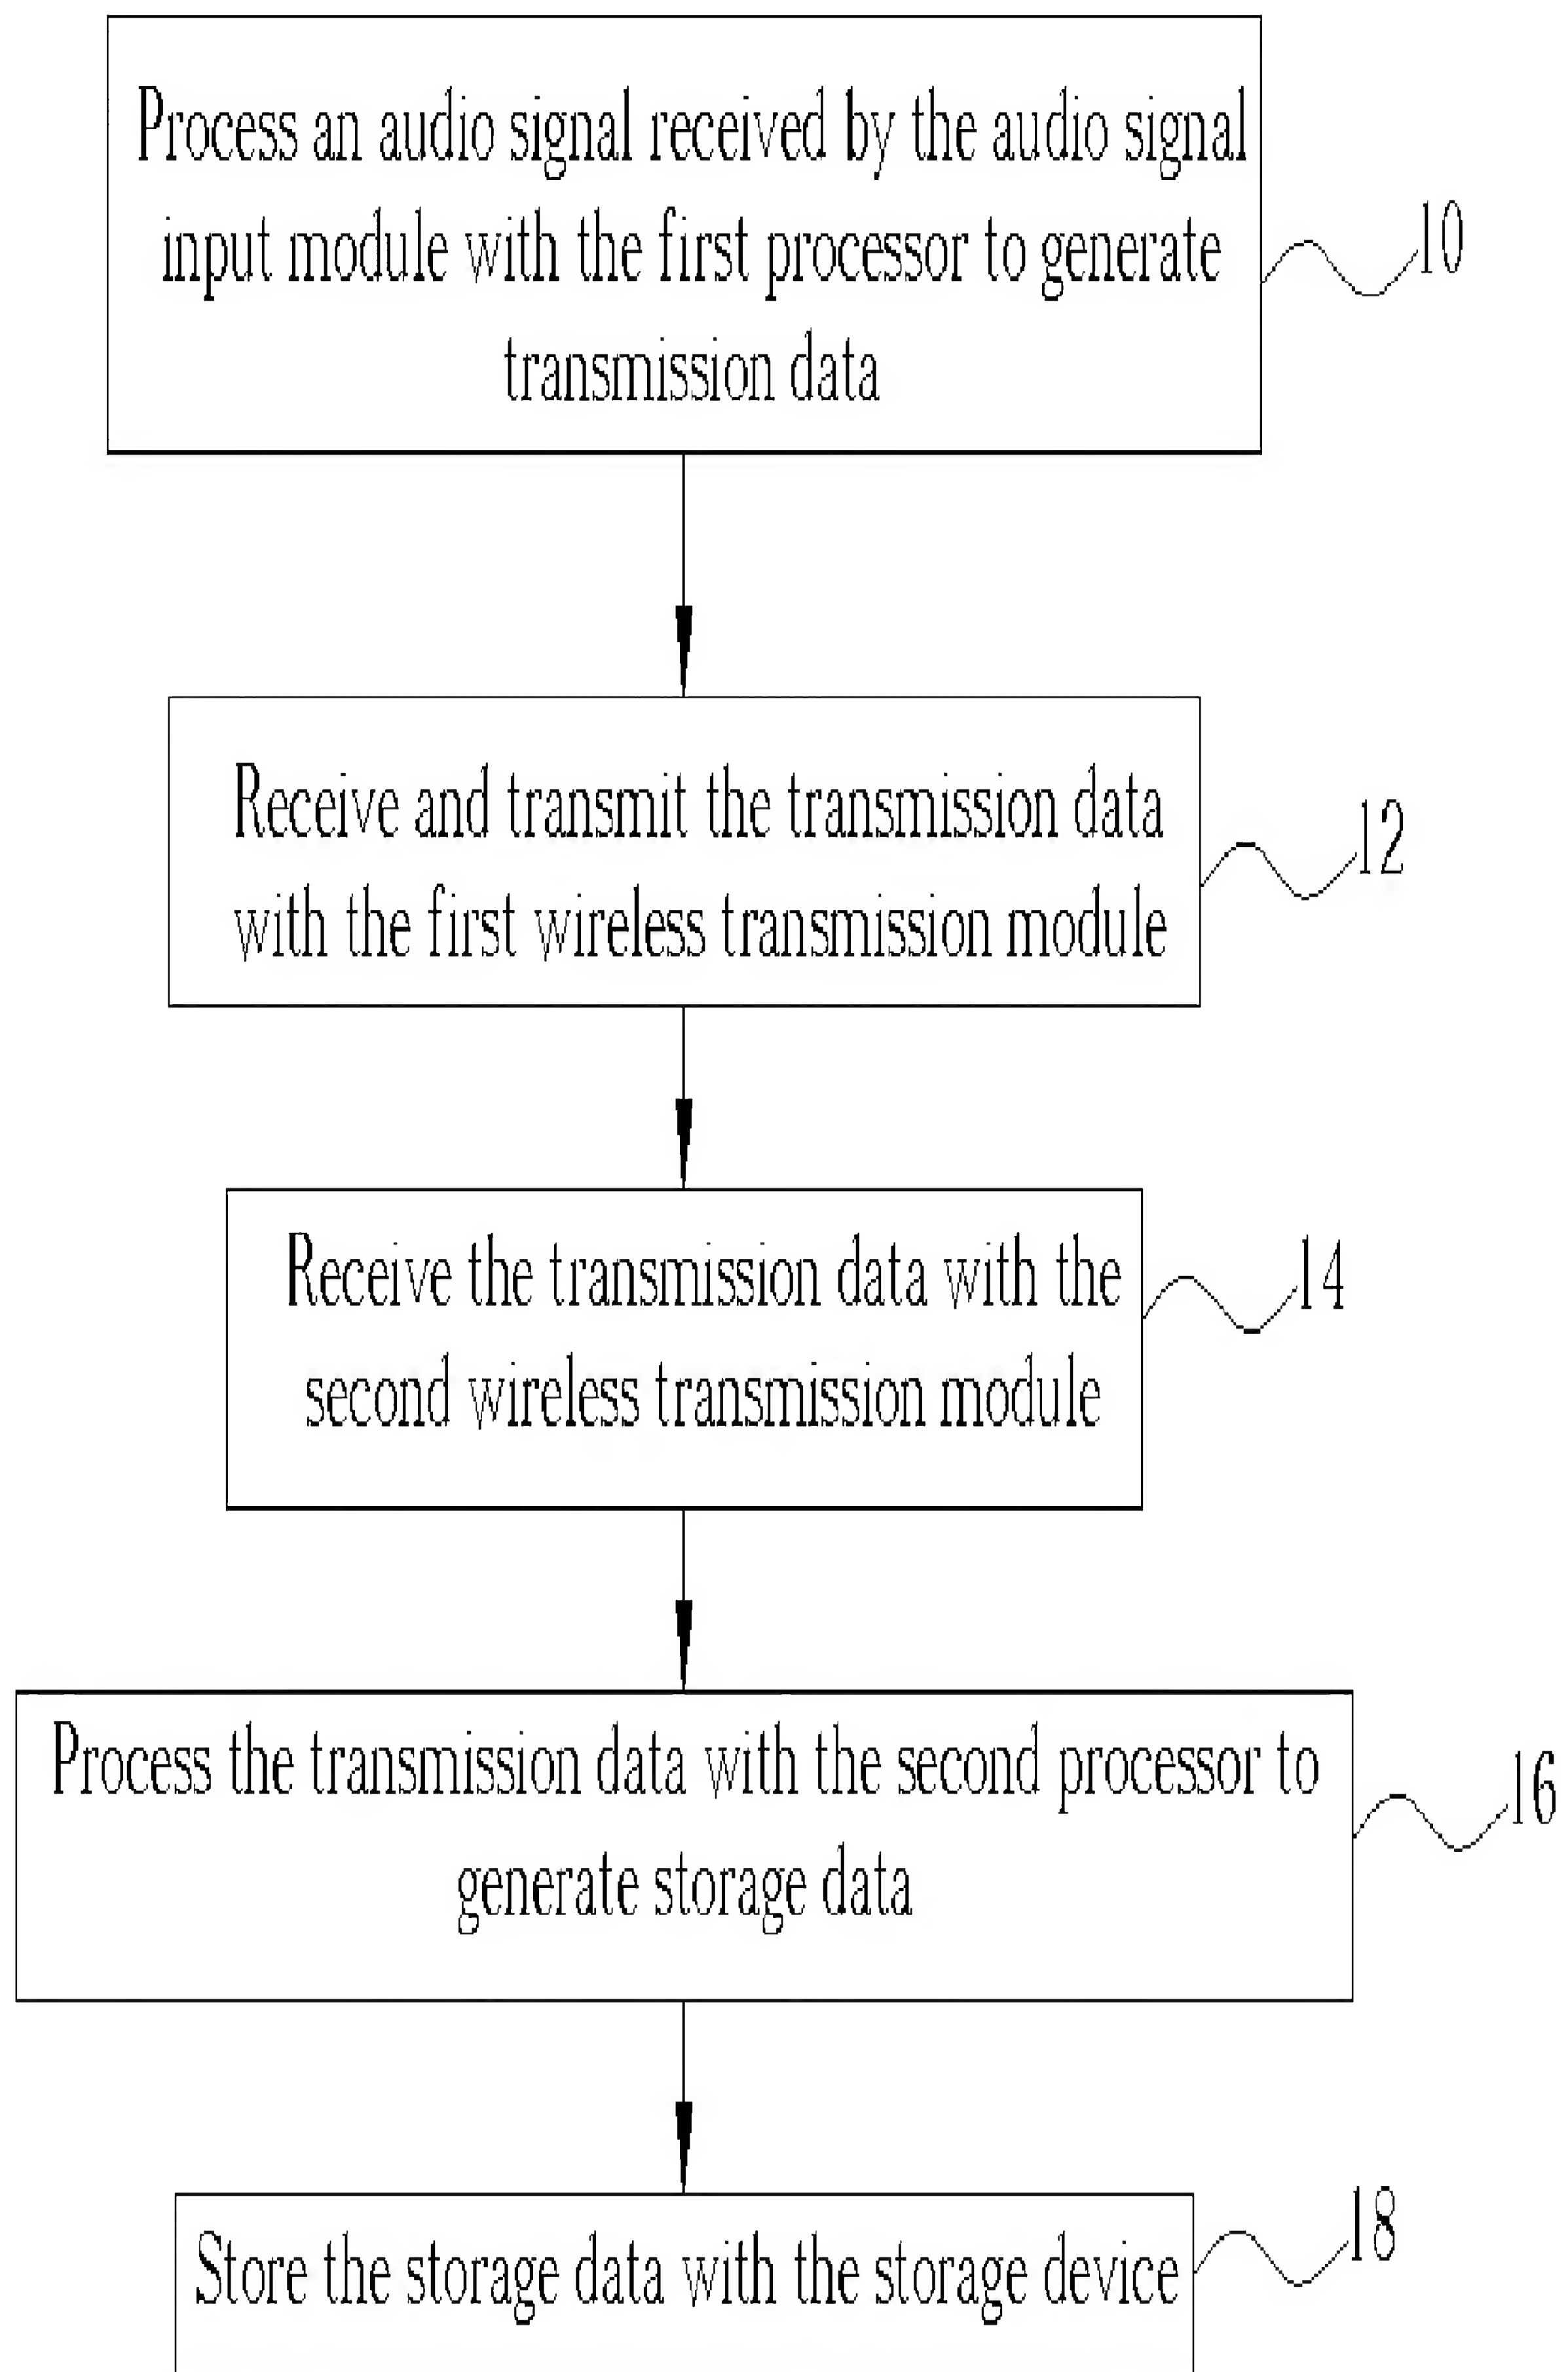 Process an audio signal received by the audio signal
input module with the first processor to generate
transmission data
10
Receive and transmit the transmission data
with the first wireless transmission module
12
Receive the transmission data with the
second wireless transmission module
14
Process the transmission data with the second processor to
generate storage data
16
Store the storage data with the storage device
18